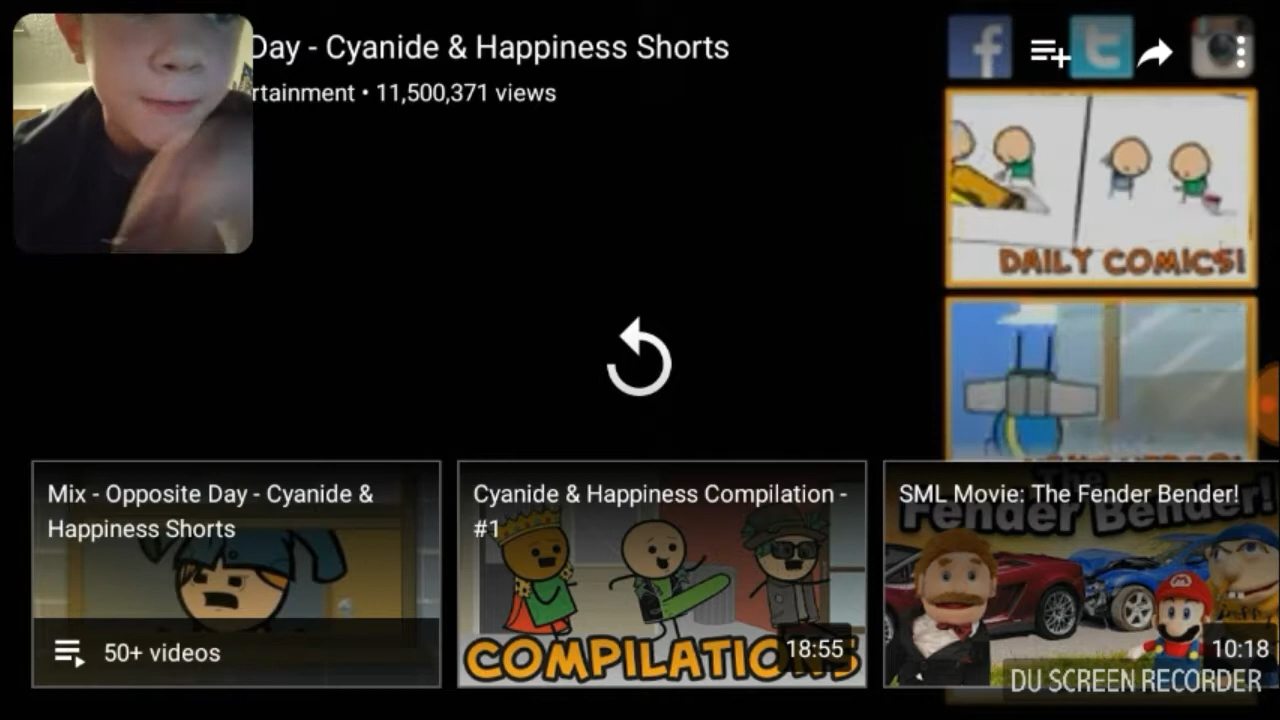 Day - Cyanide & Happiness Shorts
rtainment • 11,500,371 views
DAILY COMICS!
Mix - Opposite Day - Cyanide &
Happiness Shorts
50+ videos
Cyanide & Happiness Compilation -
#1
COMPILATIONS
18:55
SML Movie: The Fender Bender!
The
Fender Bender!
10:18
DU SCREEN RECORDER